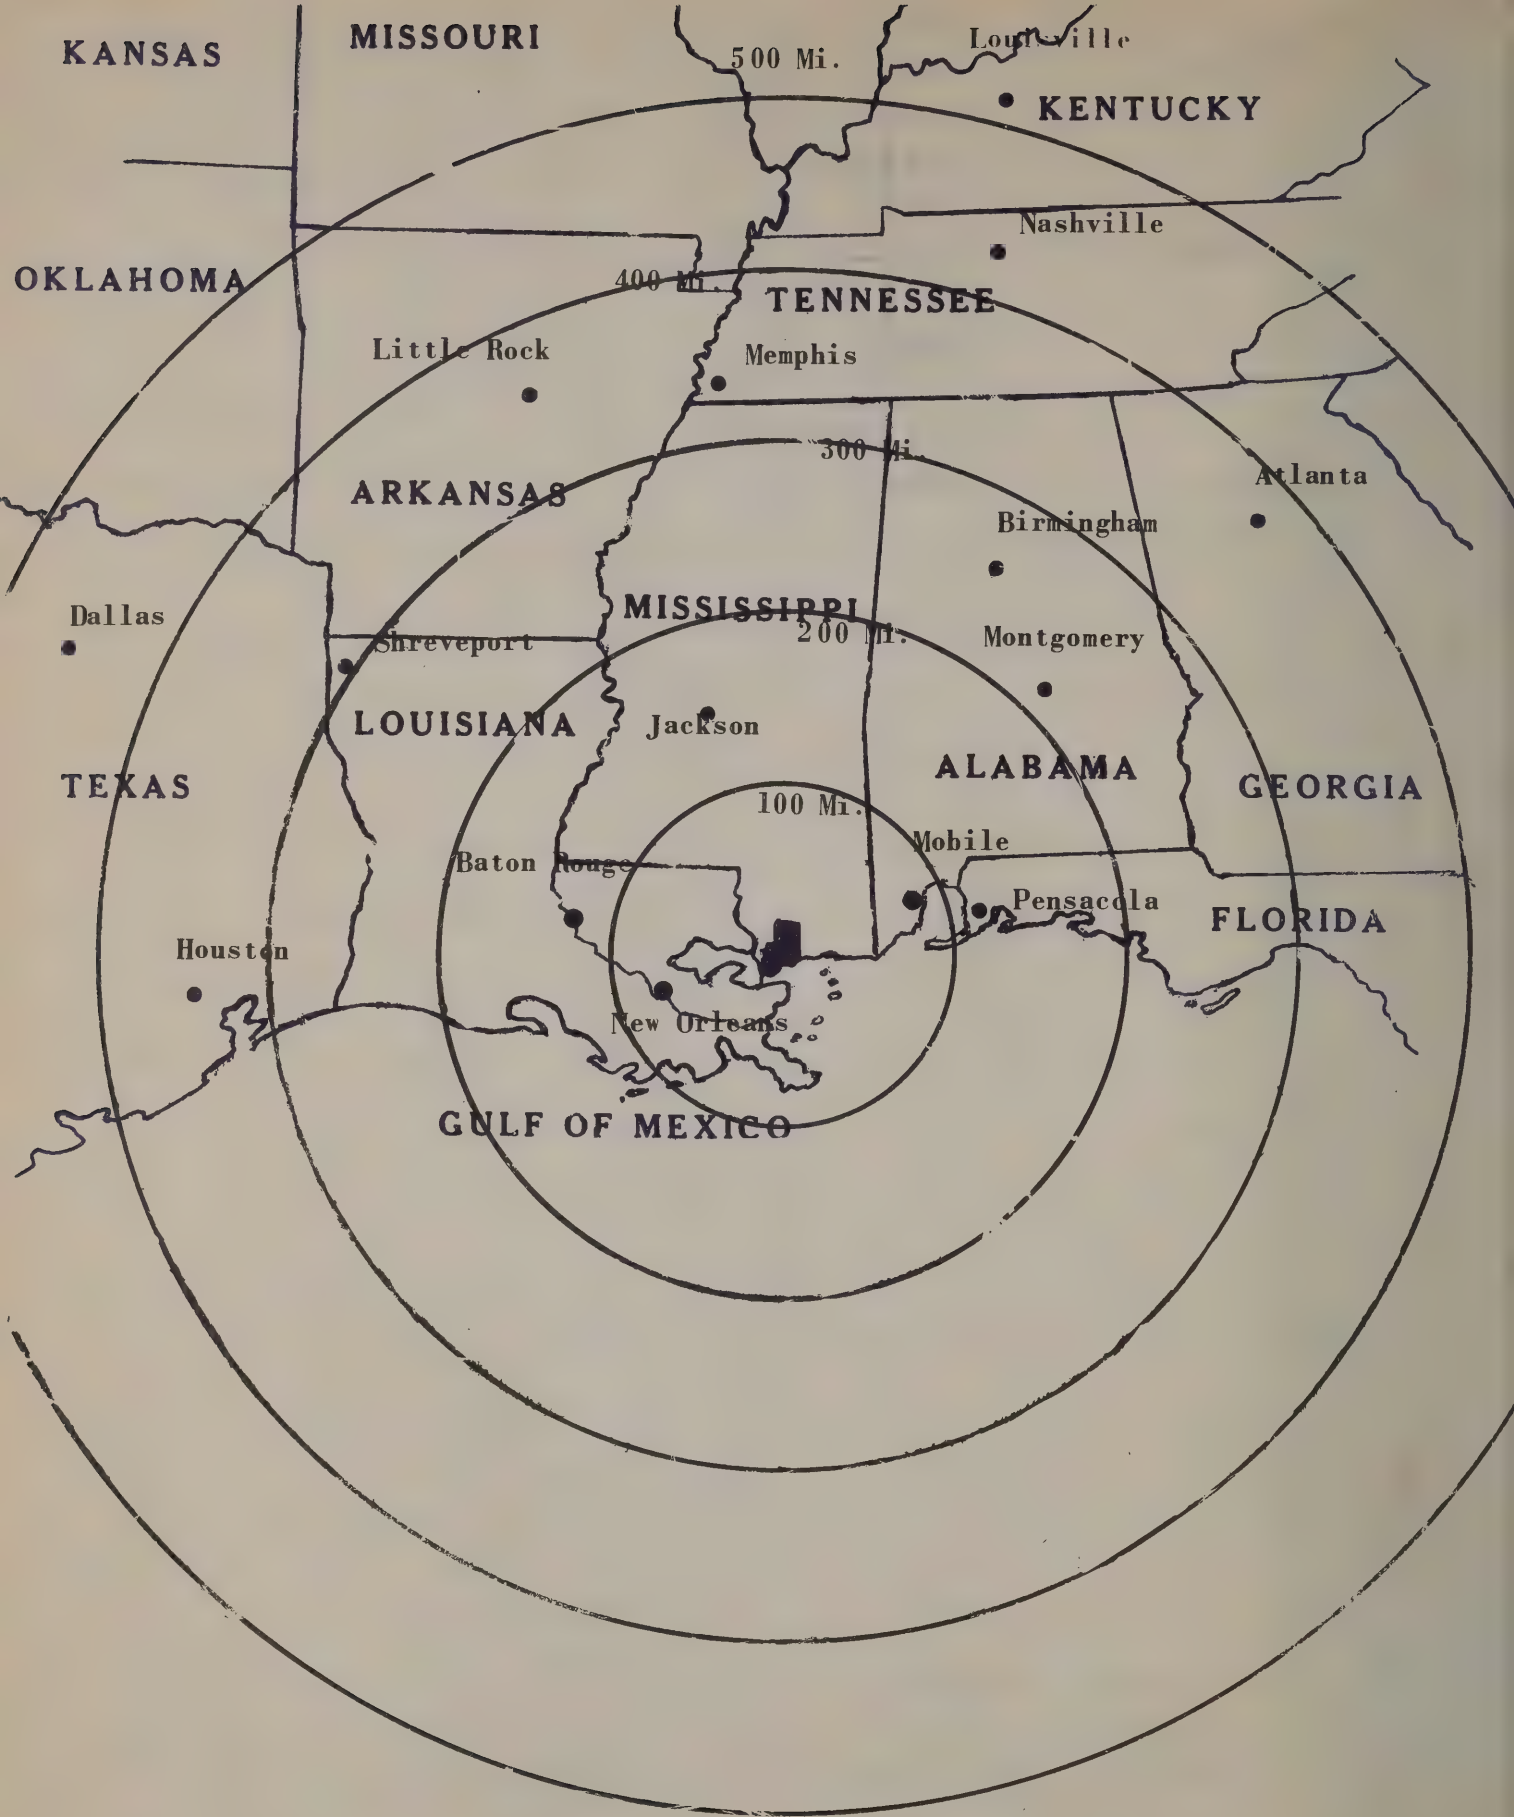 MISSOURI
Louisville
KANSAS
500 Mi.
KENTUCKY
Nashville
OKLAHOMA
400 Mi.
TENNESSEE
Little Rock
Memphis
300 Mi.
Atlanta
ARKANSAS
Birmingham
MISSISSIPPI
Dallas
200 Mi.
Montgomery
Shreveport
LOUISIANA
Jackson
ALABAMA
TEXAS
GEORGIA
100 Mi.
Mobile
Baton Rouge
Pensacola
FLORIDA
Houston
New Orleans
GULF OF MEXICO